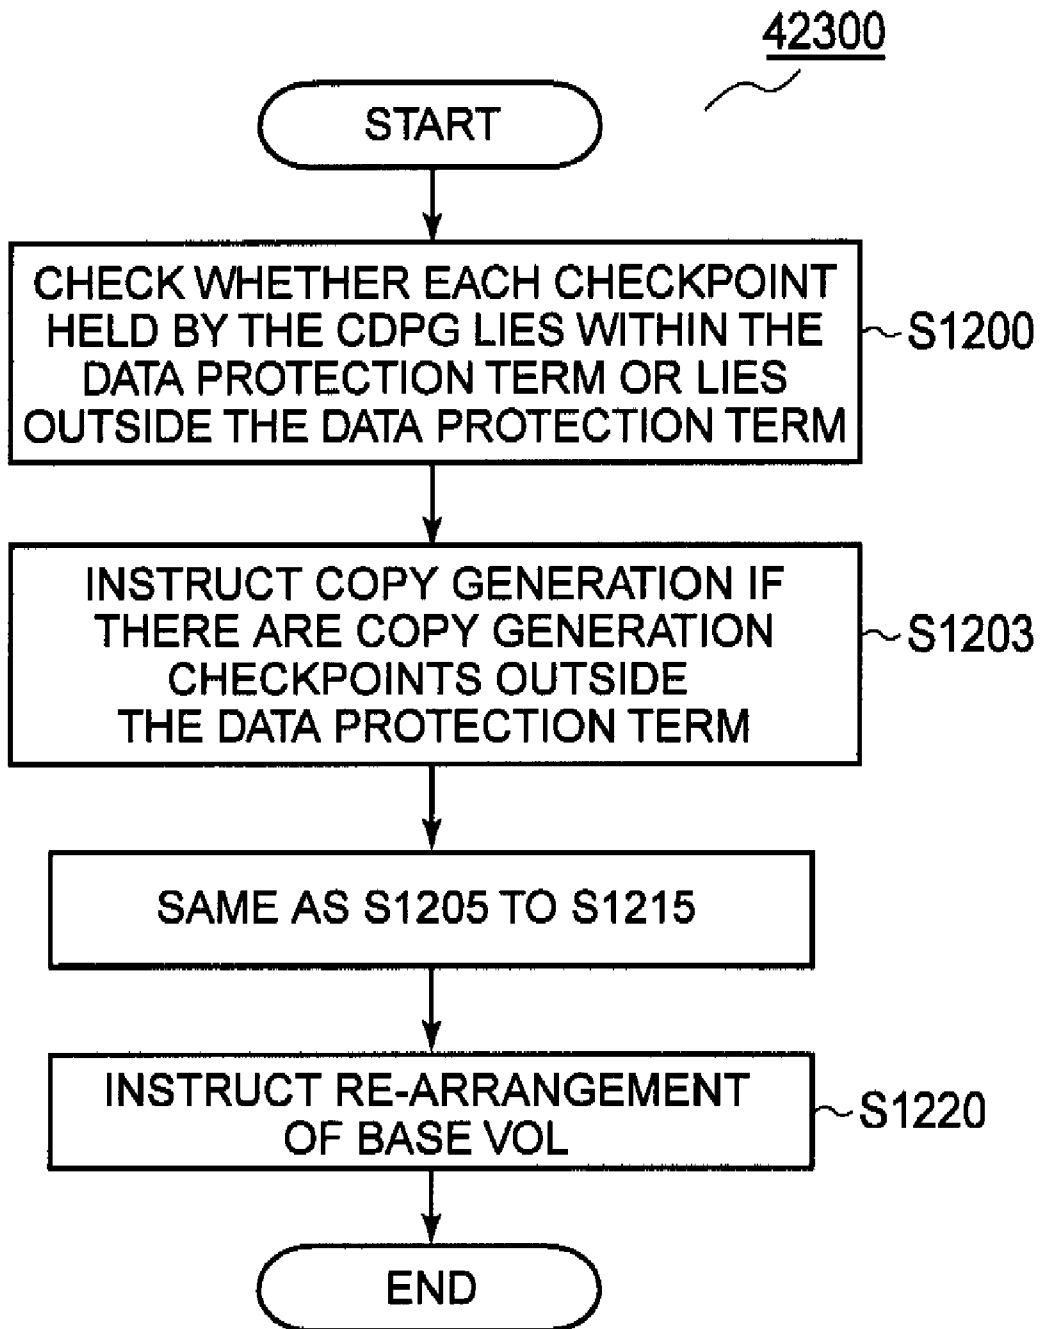 42300
START
CHECK WHETHER EACH CHECKPOINT
HELD BY THE CDPG LIES WITHIN THE
DATA PROTECTION TERM OR LIES
OUTSIDE THE DATA PROTECTION TERM
S1200
INSTRUCT COPY GENERATION IF
THERE ARE COPY GENERATION
CHECKPOINTS OUTSIDE
THE DATA PROTECTION TERM
S1203
SAME AS S1205 TO S1215
INSTRUCT RE-ARRANGEMENT
OF BASE VOL
S1220
END